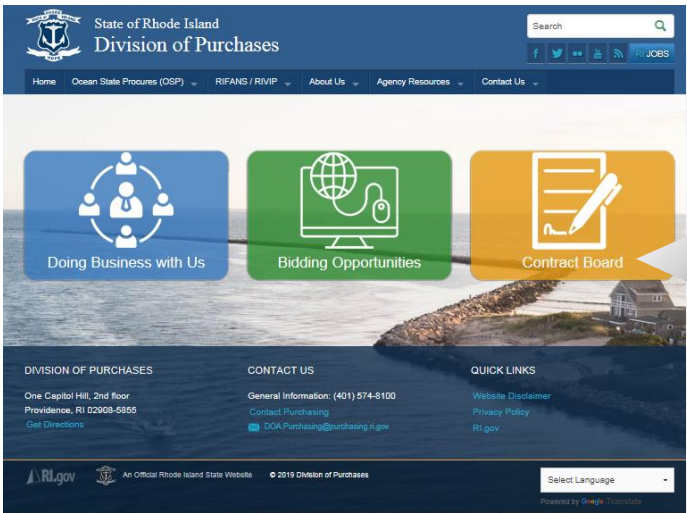 State of Rhode Island
Division of Purchases
Search
RI JOBS
Home Ocean State Procures (OSP) RIFANS / RIVIP About Us Agency Resources Contact Us
Doing Business with Us
Bidding Opportunities
Contract Board
DIVISION OF PURCHASES
One Capitol Hill, 2nd floor
Providence, RI 02908-5855
Get Directions
CONTACT US
General Information: (401) 574-8100
Contact Purchasing
DOA.Purchasing@purchasing.ri.gov
QUICK LINKS
Website Disclaimer
Privacy Policy
RI.gov
RI.gov An Official Rhode Island State Website © 2019 Division of Purchases
Select Language
Powered by Google Translate